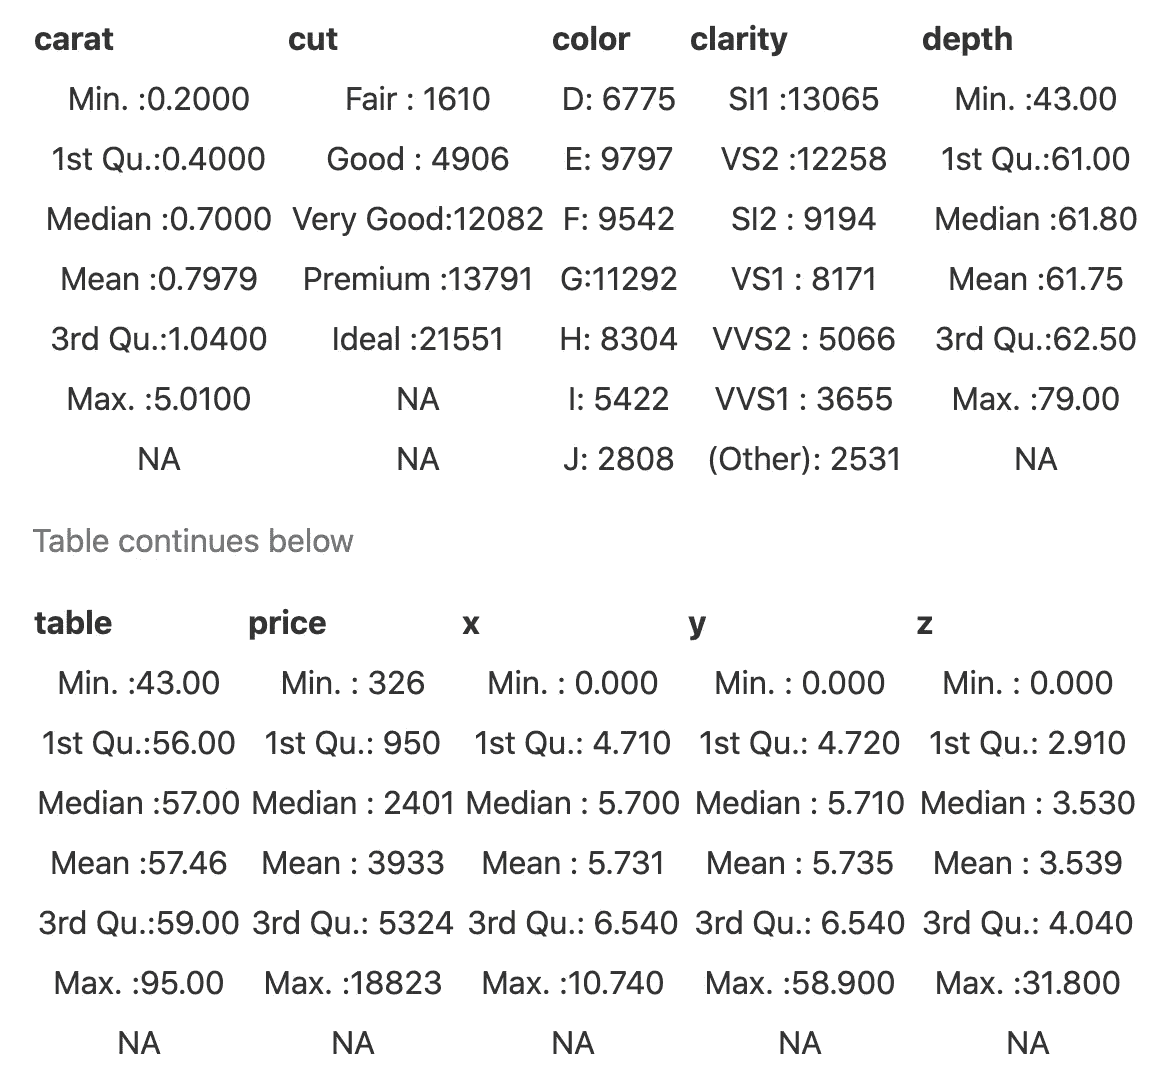 carat cut color clarity depth
Min. :0.2000 Fair : 1610 D: 6775 SI1 :13065 Min. :43.00
1st Qu.:0.4000 Good : 4906 E: 9797 VS2 :12258 1st Qu.:61.00
Median :0.7000 Very Good:12082 F: 9542 SI2 : 9194 Median :61.80
Mean :0.7979 Premium :13791 G:11292 VS1 : 8171 Mean :61.75
3rd Qu.:1.0400 Ideal :21551 H: 8304 VVS2 : 5066 3rd Qu.:62.50
Max. :5.0100 NA I: 5422 VVS1 : 3655 Max. :79.00
NA NA J: 2808 (Other): 2531 NA
Table continues below
table price x y z
Min. :43.00 Min. : 326 Min. : 0.000 Min. : 0.000 Min. : 0.000
1st Qu.:56.00 1st Qu.: 950 1st Qu.: 4.710 1st Qu.: 4.720 1st Qu.: 2.910
Median :57.00 Median : 2401 Median : 5.700 Median : 5.710 Median : 3.530
Mean :57.46 Mean : 3933 Mean : 5.731 Mean : 5.735 Mean : 3.539
3rd Qu.:59.00 3rd Qu.: 5324 3rd Qu.: 6.540 3rd Qu.: 6.540 3rd Qu.: 4.040
Max. :95.00 Max. :18823 Max. :10.740 Max. :58.900 Max. :31.800
NA NA NA NA NA